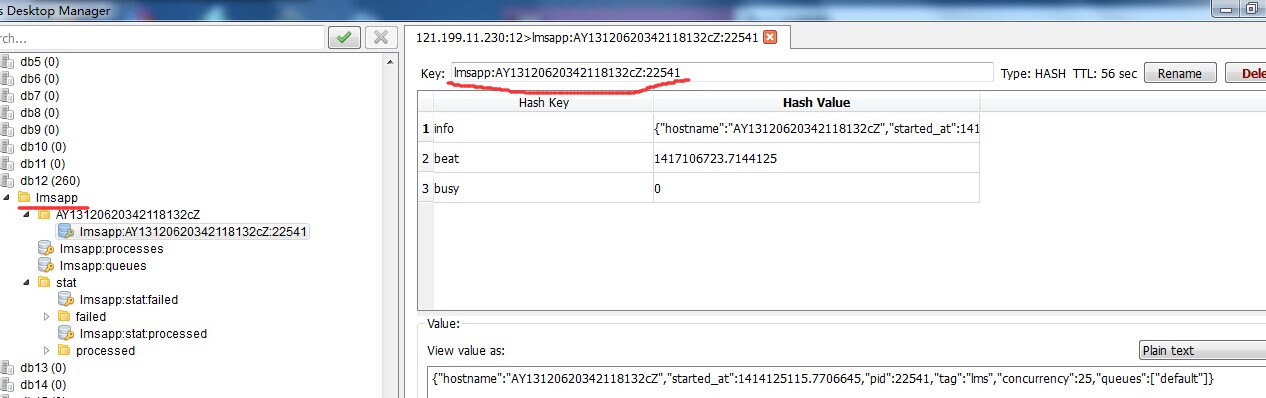 s Desktop Manager
rch...
db5 (0)
db6 (0)
db7 (0)
db8 (0)
db9 (0)
db10 (0)
db11 (0)
db12 (260)
lmsapp
AY13120620342118132cZ
lmsapp:AY13120620342118132cZ:22541
lmsapp:processes
lmsapp:queues
stat
lmsapp:stat:failed
failed
lmsapp:stat:processed
processed
db13 (0)
db14 (0)
121.199.11.230:12>lmsapp:AY13120620342118132cZ:22541
Key: lmsapp:AY13120620342118132cZ:22541 Type: HASH TTL: 56 sec Rename Dele
Hash Key Hash Value
1 info {"hostname":"AY13120620342118132cZ","started_at":141
2 beat 1417106723.7144125
3 busy 0
Value:
View value as: Plain text
{"hostname":"AY13120620342118132cZ","started_at":1414125115.7706645,"pid":22541,"tag":"lms","concurrency":25,"queues":["default"]}